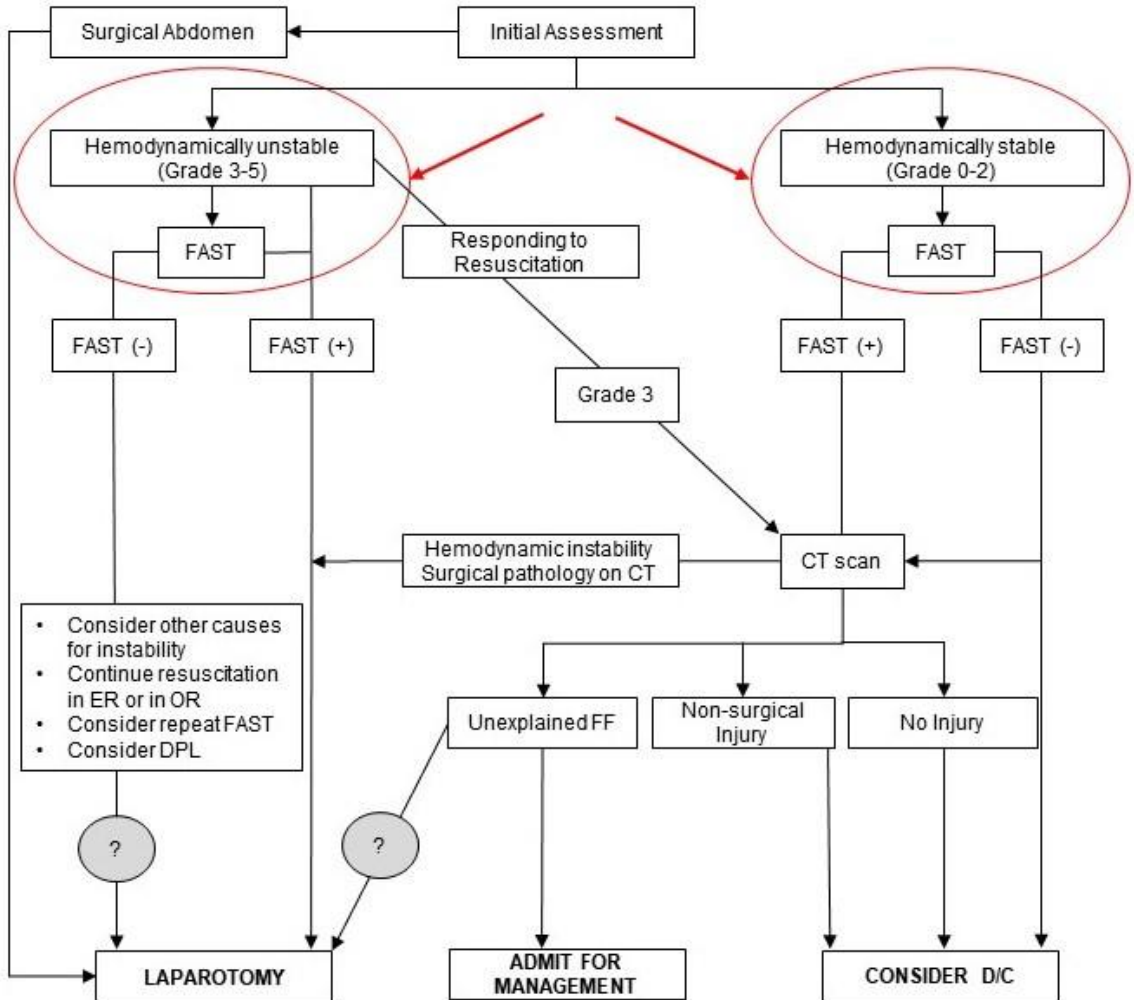 Surgical Abdomen
Initial Assessment
Hemodynamically unstable
(Grade 3-5)
Hemodynamically stable
(Grade 0-2)
FAST
Responding to
Resuscitation
FAST
FAST (-)
FAST (+)
FAST (+)
FAST (-)
Grade 3
Hemodynamic instability
Surgical pathology on CT
CT scan
• Consider other causes
for instability
• Continue resuscitation
in ER or in OR
• Consider repeat FAST
• Consider DPL
Unexplained FF
Non-surgical
Injury
No Injury
?
?
LAPAROTOMY
ADMIT FOR
MANAGEMENT
CONSIDER D/C